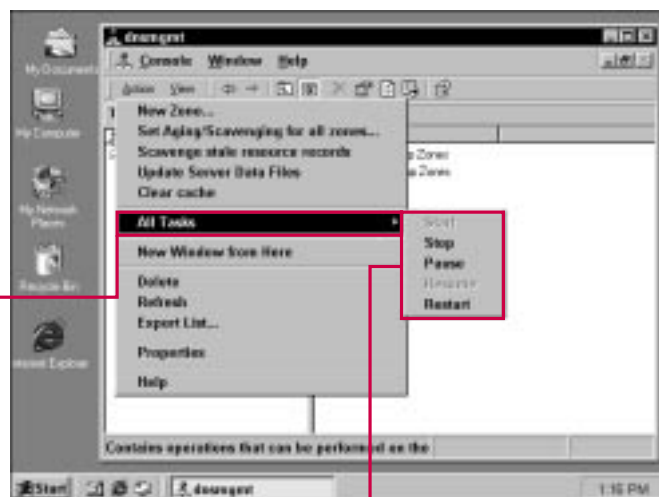 dnsmgmt
Console Window Help
Action View
New Zone...
Set Aging/Scavenging for all zones...
Scavenge stale resource records
Update Server Data Files
Clear cache
All Tasks
New Window from Here
Delete
Refresh
Export List...
Properties
Help
Start
Stop
Pause
Resume
Restart
Zones
Zones
My Documents
My Computer
My Network
Places
Recycle Bin
Internet Explorer
Contains operations that can be performed on the
Start
dnsmgmt
1:15 PM